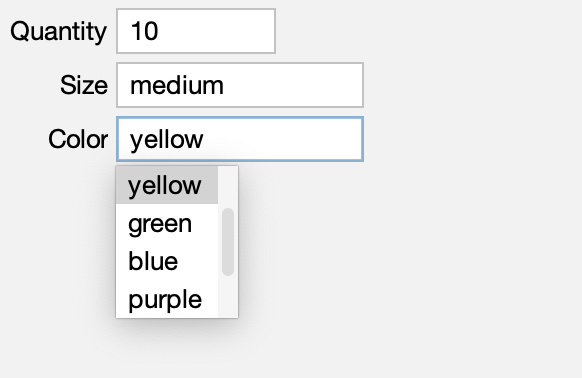 Quantity 10
Size medium
Color yellow
yellow
green
blue
purple